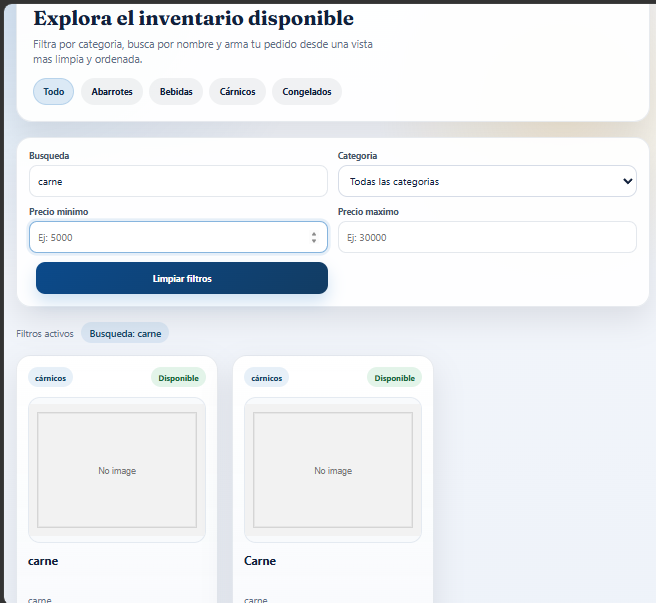 Explora el inventario disponible
Filtra por categoria, busca por nombre y arma tu pedido desde una vista
mas limpia y ordenada.
Todo Abarrotes Bebidas Cárnicos Congelados
Busqueda Categoria
carne Todas las categorias
Precio minimo Precio maximo
Ej: 5000 Ej: 30000
Limpiar filtros
Filtros activos Busqueda: carne
cárnicos Disponible cárnicos Disponible
No image No image
carne Carne
carne carne